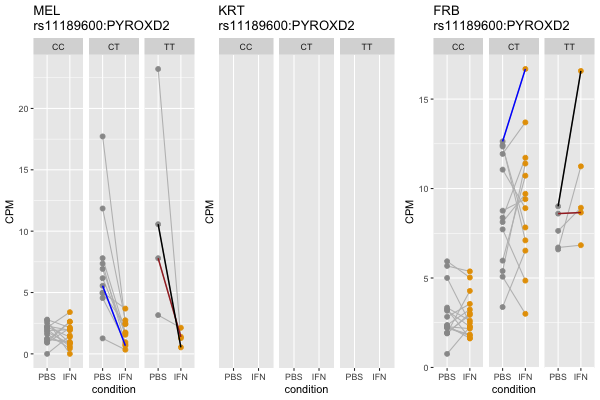 MEL
rs11189600:PYROXD2
CC CT TT
CPM
20
15
10
5
0
PBS IFN PBS IFN PBS IFN
condition
KRT
rs11189600:PYROXD2
CC CT TT
CPM
PBS IFN PBS IFN PBS IFN
condition
FRB
rs11189600:PYROXD2
CC CT TT
CPM
15
10
5
0
PBS IFN PBS IFN PBS IFN
condition